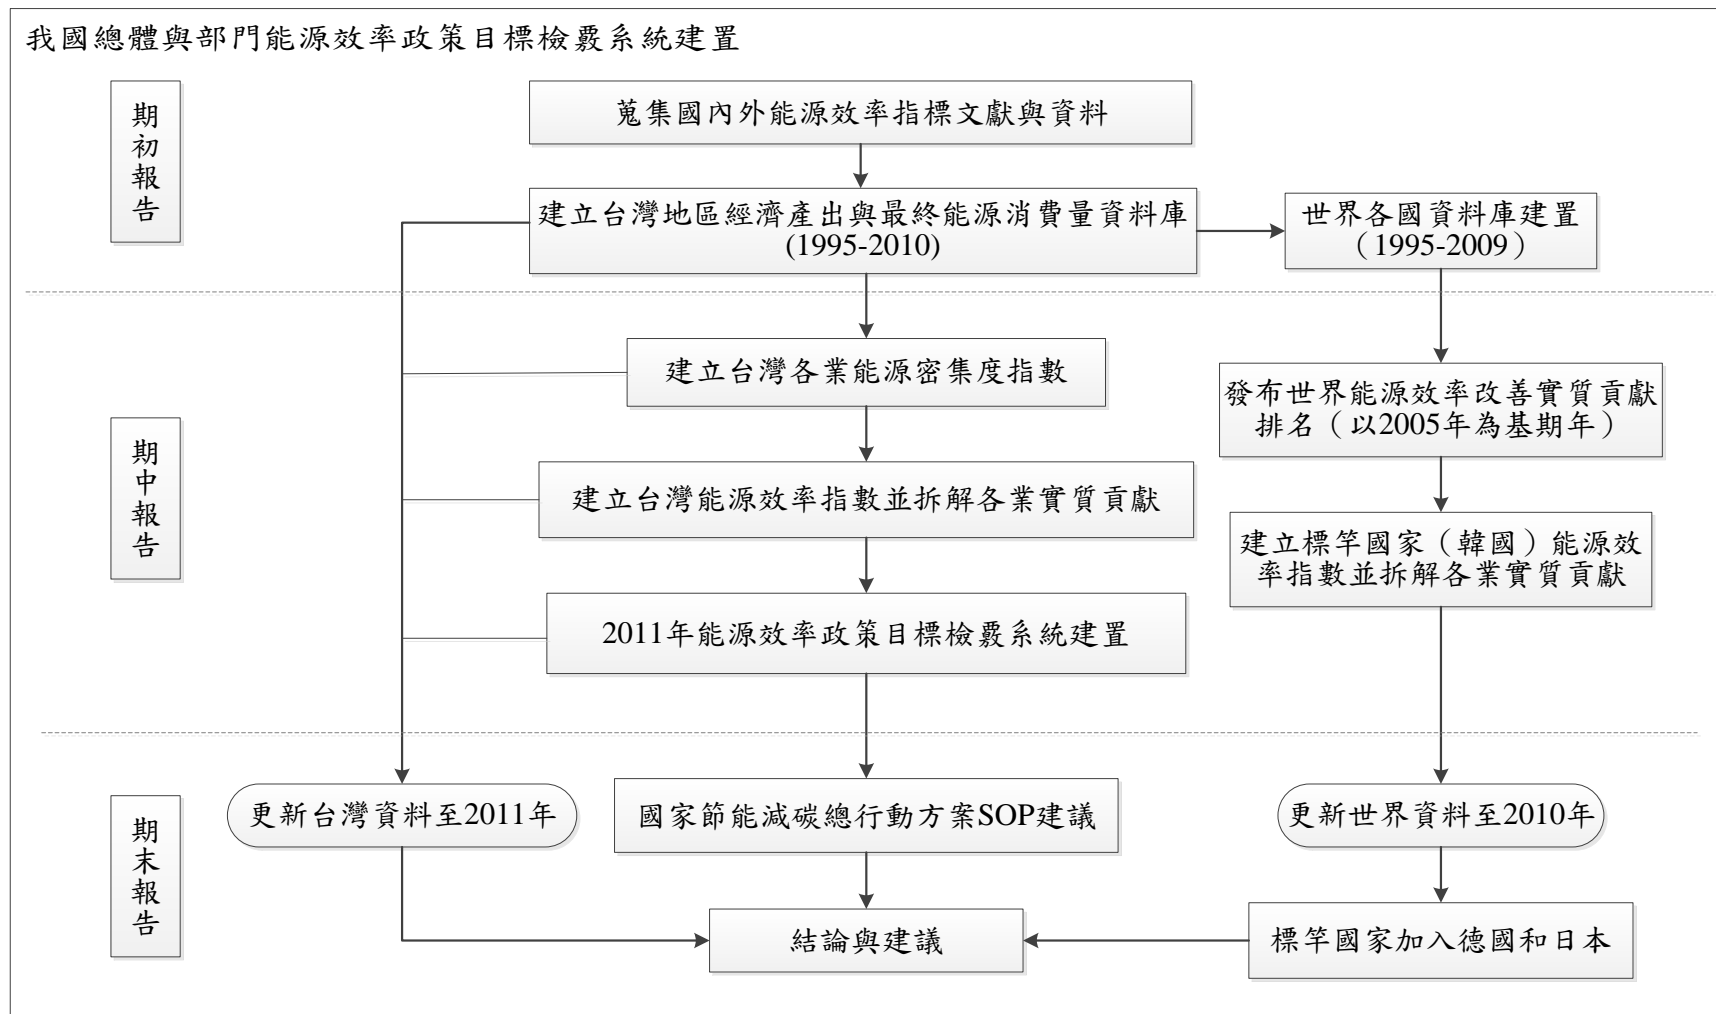 我國總體與部門能源效率政策目標檢覈系統建置
期初報告
蒐集國內外能源效率指標文獻與資料
建立台灣地區經濟產出與最終能源消費量資料庫
(1995-2010)
世界各國資料庫建置
（1995-2009）
期中報告
建立台灣各業能源密集度指數
發布世界能源效率改善實質貢獻
排名（以2005年為基期年）
建立台灣能源效率指數並拆解各業實質貢獻
建立標竿國家（韓國）能源效
率指數並拆解各業實質貢獻
2011年能源效率政策目標檢覈系統建置
期末報告
更新台灣資料至2011年
國家節能減碳總行動方案SOP建議
更新世界資料至2010年
結論與建議
標竿國家加入德國和日本